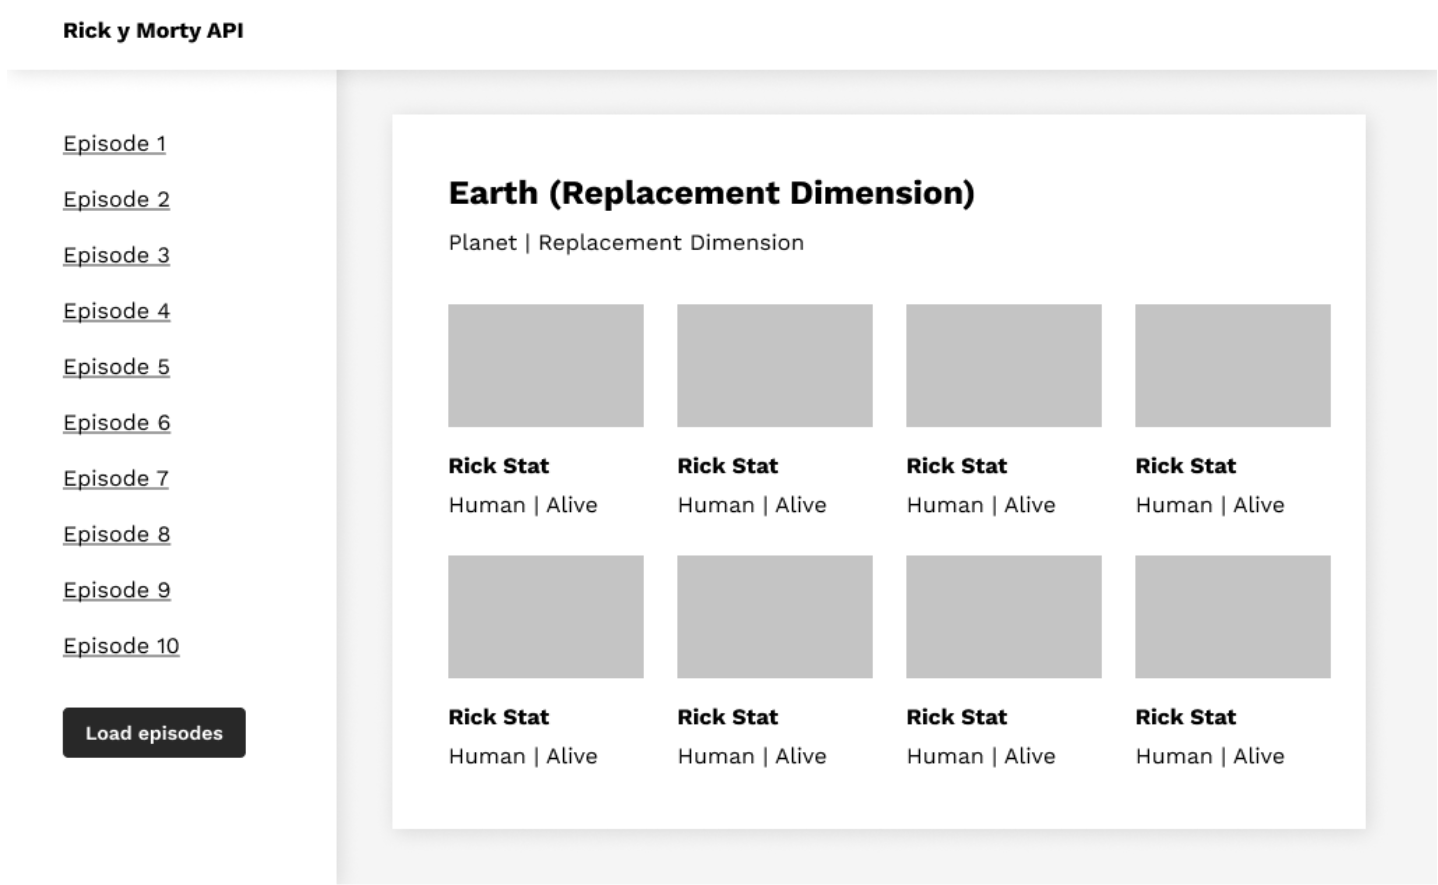 Rick y Morty API
Episode 1
Episode 2
Episode 3
Episode 4
Episode 5
Episode 6
Episode 7
Episode 8
Episode 9
Episode 10
Load episodes
Earth (Replacement Dimension)
Planet | Replacement Dimension
Rick Stat Rick Stat Rick Stat Rick Stat
Human | Alive Human | Alive Human | Alive Human | Alive
Rick Stat Rick Stat Rick Stat Rick Stat
Human | Alive Human | Alive Human | Alive Human | Alive